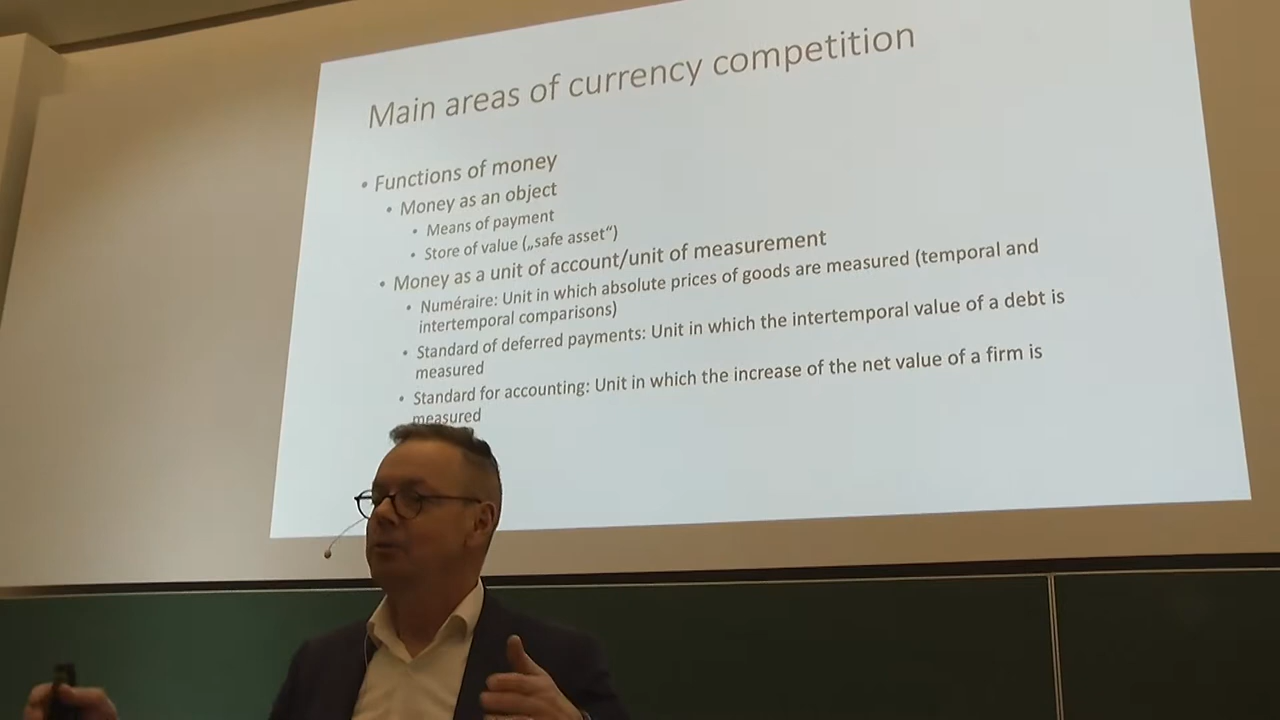 Main areas of currency competition
• Functions of money
• Money as an object
• Means of payment
• Store of value („safe asset“)
• Money as a unit of account/unit of measurement
• Numéraire: Unit in which absolute prices of goods are measured (temporal and
intertemporal comparisons)
• Standard of deferred payments: Unit in which the intertemporal value of a debt is
measured
• Standard for accounting: Unit in which the increase of the net value of a firm is
measured